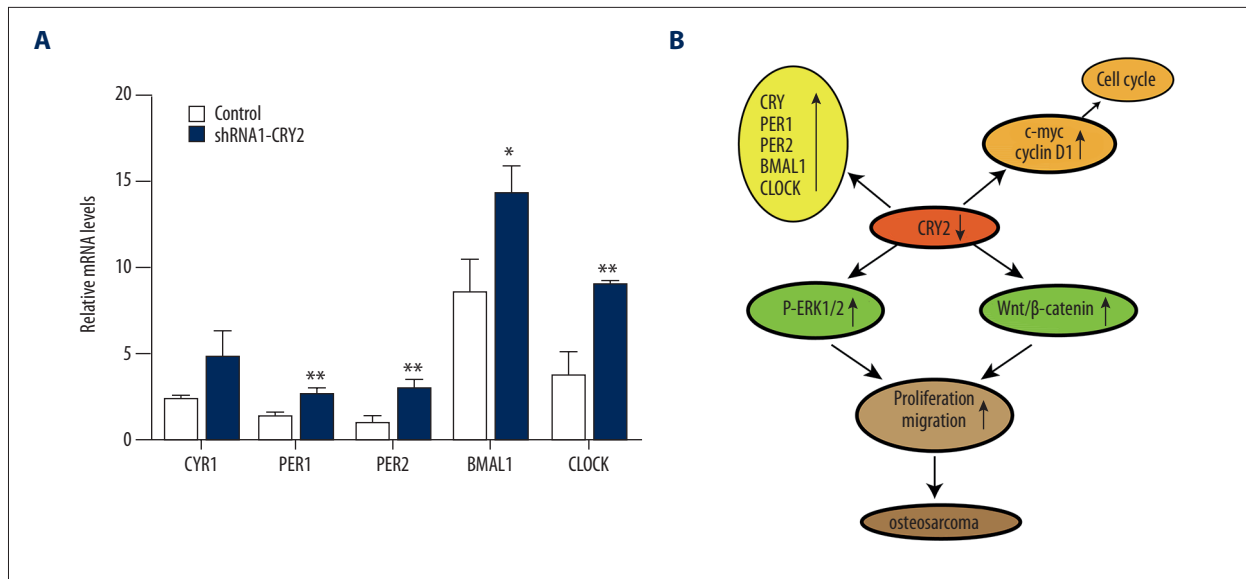 A
20
15
10
5
0
Relative mRNA levels
Control
shRNA1-CRY2
*
**
**
**
CYR1
PER1
PER2
BMAL1
CLOCK
B
Cell cycle
CRY
PER1
PER2
BMAL1
CLOCK
c-myc
cyclin D1
CRY2
P-ERK1/2
Wnt/β-catenin
Proliferation
migration
osteosarcoma